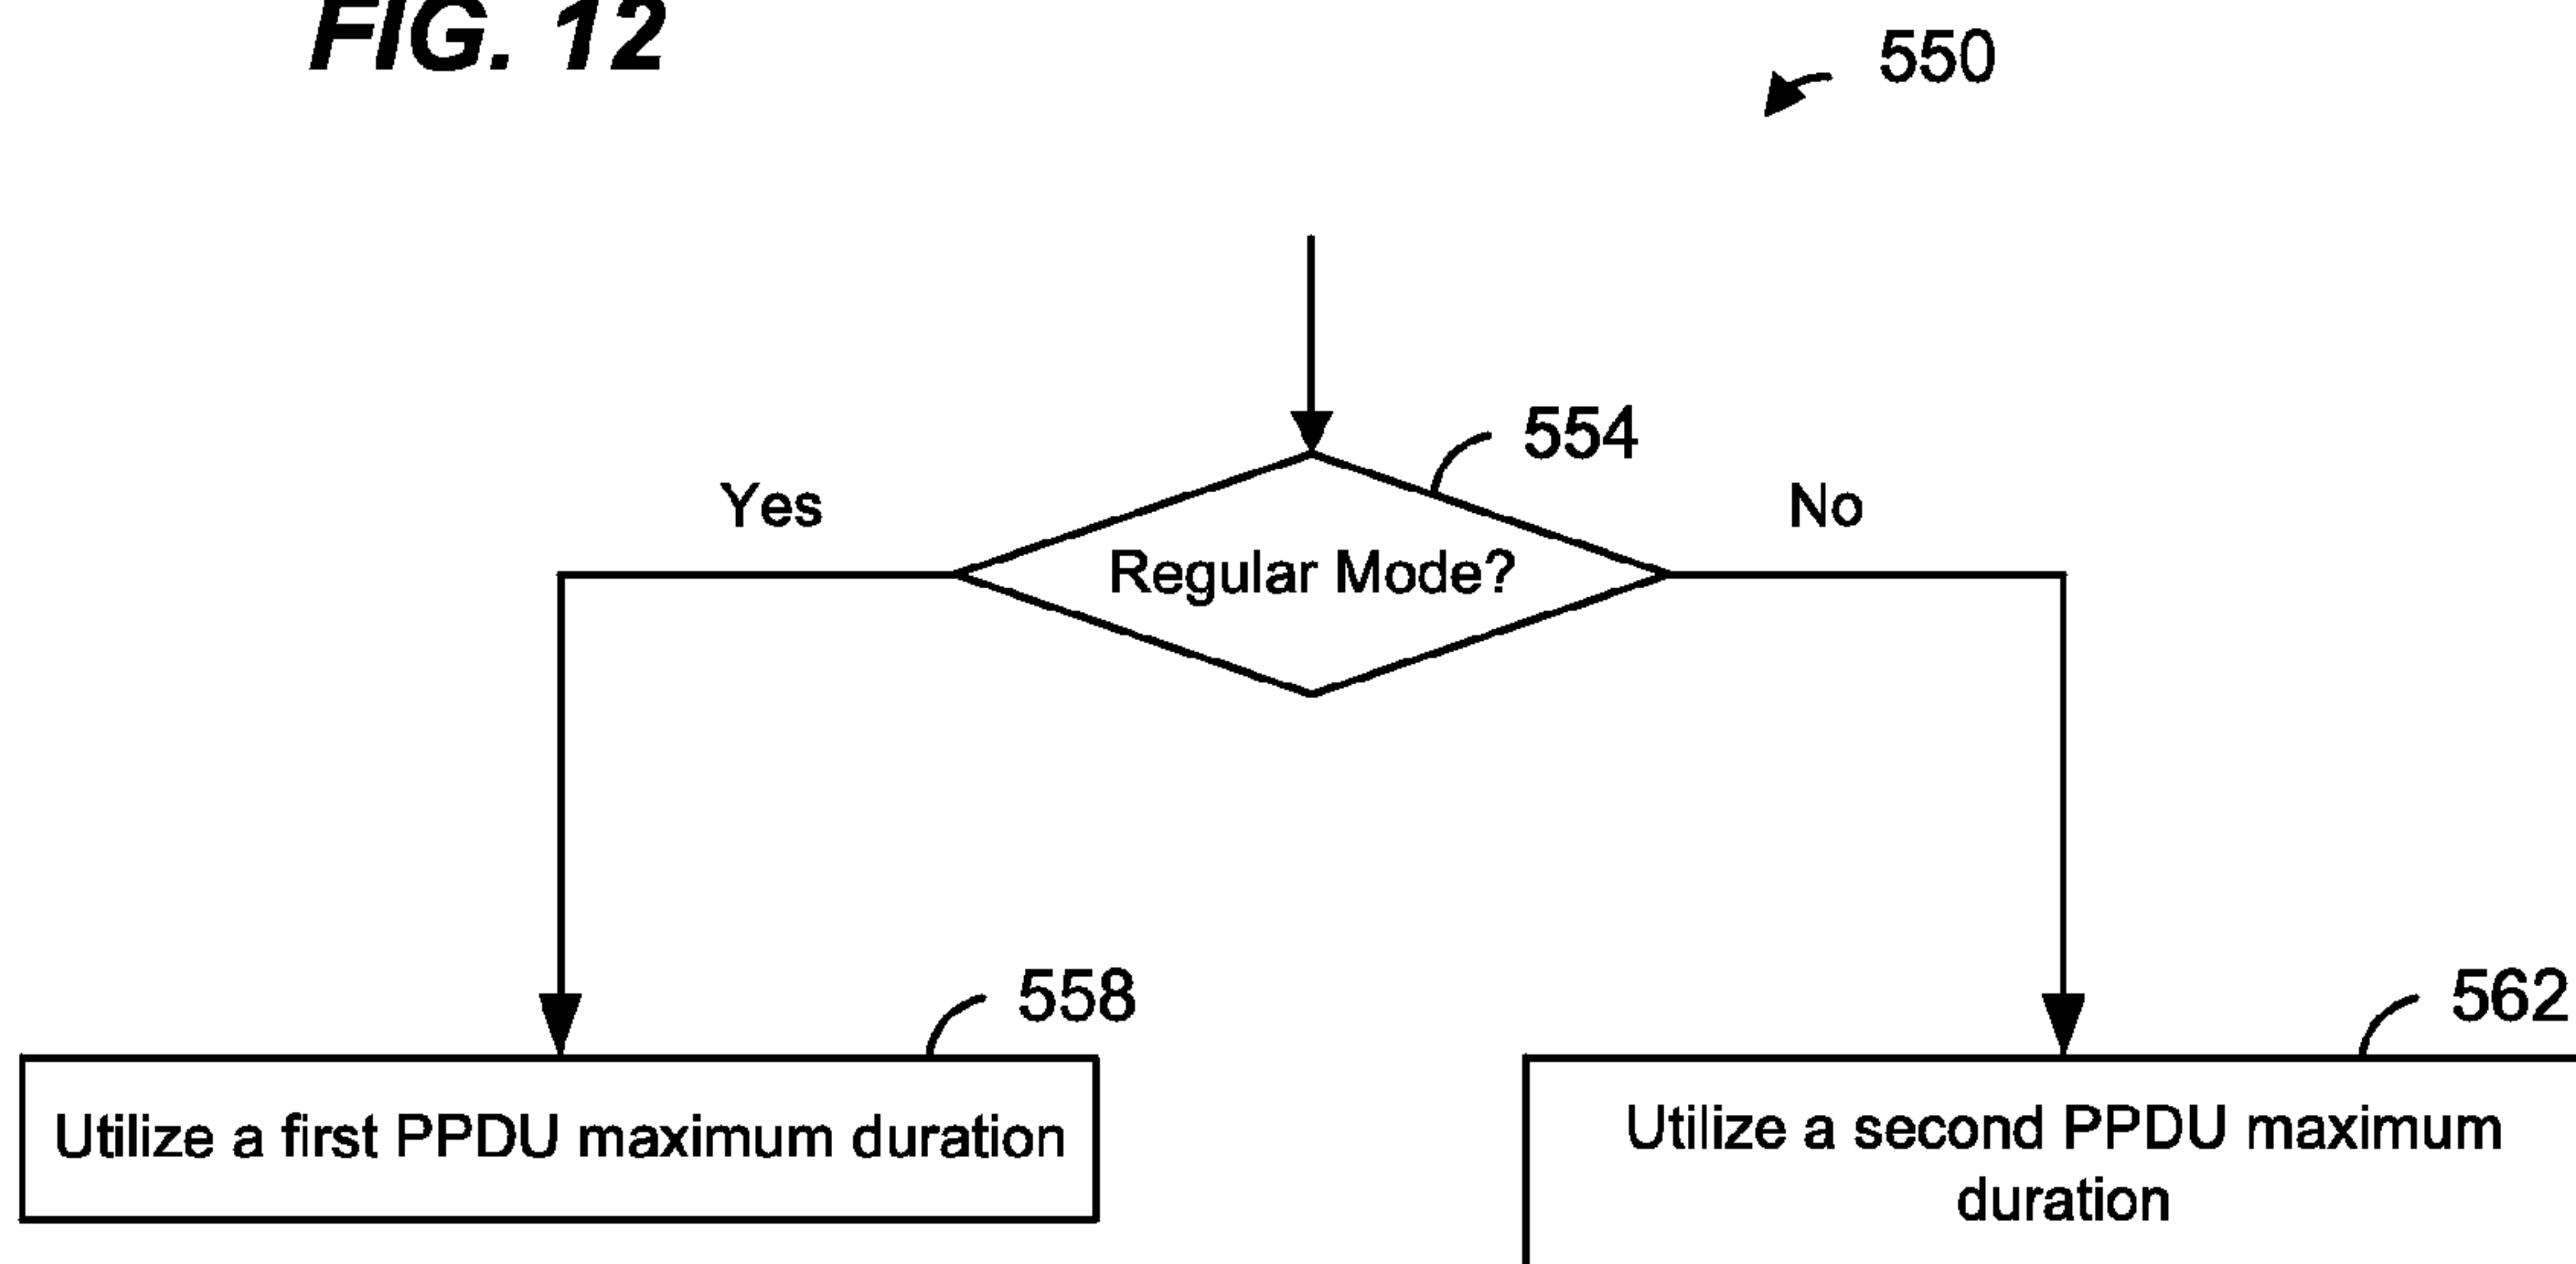 FIG. 12
550
554
Yes
No
Regular Mode?
558
562
Utilize a first PPDU maximum duration
Utilize a second PPDU maximum
duration